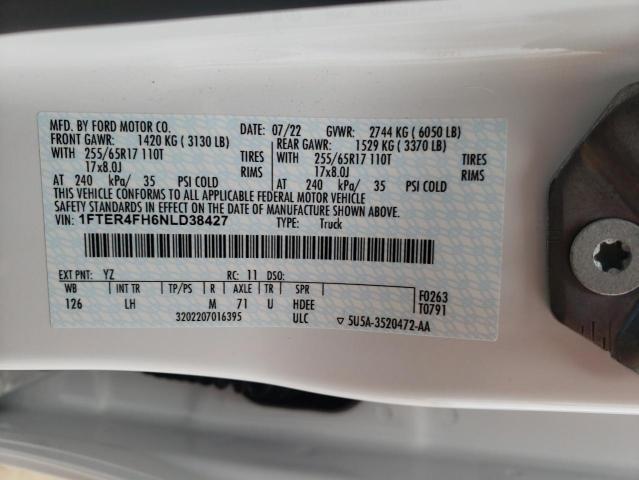 MFD. BY FORD MOTOR CO.
DATE: 07/22 GVWR: 2744 KG ( 6050 LB)
FRONT GAWR: 1420 KG ( 3130 LB)
REAR GAWR: 1529 KG ( 3370 LB)
WITH 255/65R17 110T TIRES
WITH 255/65R17 110T TIRES
17x8.0J RIMS
17x8.0J RIMS
AT 240 kPa/ 35 PSI COLD
AT 240 kPa/ 35 PSI COLD
THIS VEHICLE CONFORMS TO ALL APPLICABLE FEDERAL MOTOR VEHICLE
SAFETY STANDARDS IN EFFECT ON THE DATE OF MANUFACTURE SHOWN ABOVE.
VIN: 1FTER4FH6NLD38427 TYPE: Truck
EXT PNT: YZ RC: 11 DSO:
WB INT TR TP/PS R AXLE TR SPR F0263
126 LH M 71 U HDEE T0791
3202207016395 ULC ▽ 5U5A-3520472-AA